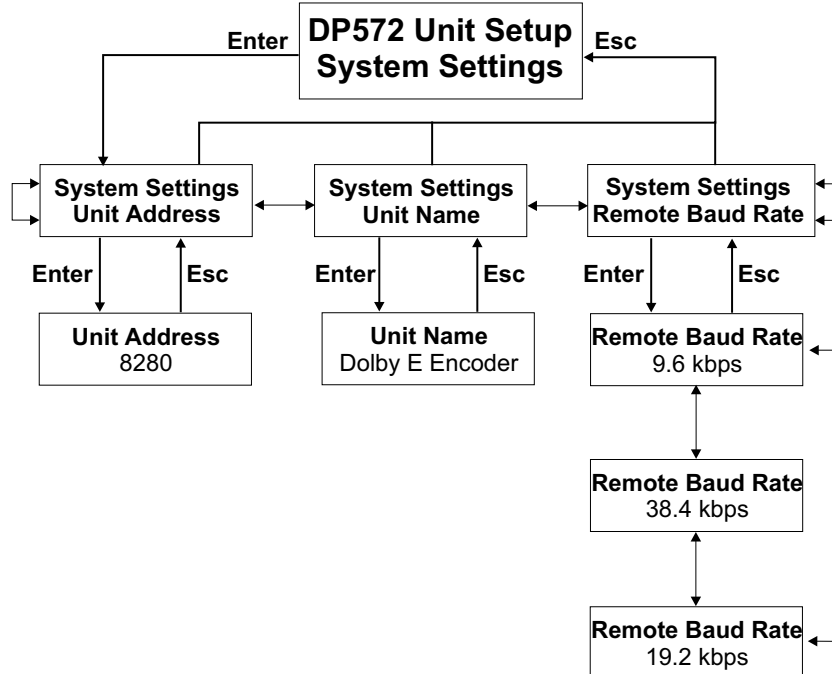 DP572 Unit Setup
System Settings
Enter
Esc
System Settings
Unit Address
System Settings
Unit Name
System Settings
Remote Baud Rate
Enter
Esc
Enter
Esc
Enter
Esc
Unit Address
8280
Unit Name
Dolby E Encoder
Remote Baud Rate
9.6 kbps
Remote Baud Rate
38.4 kbps
Remote Baud Rate
19.2 kbps